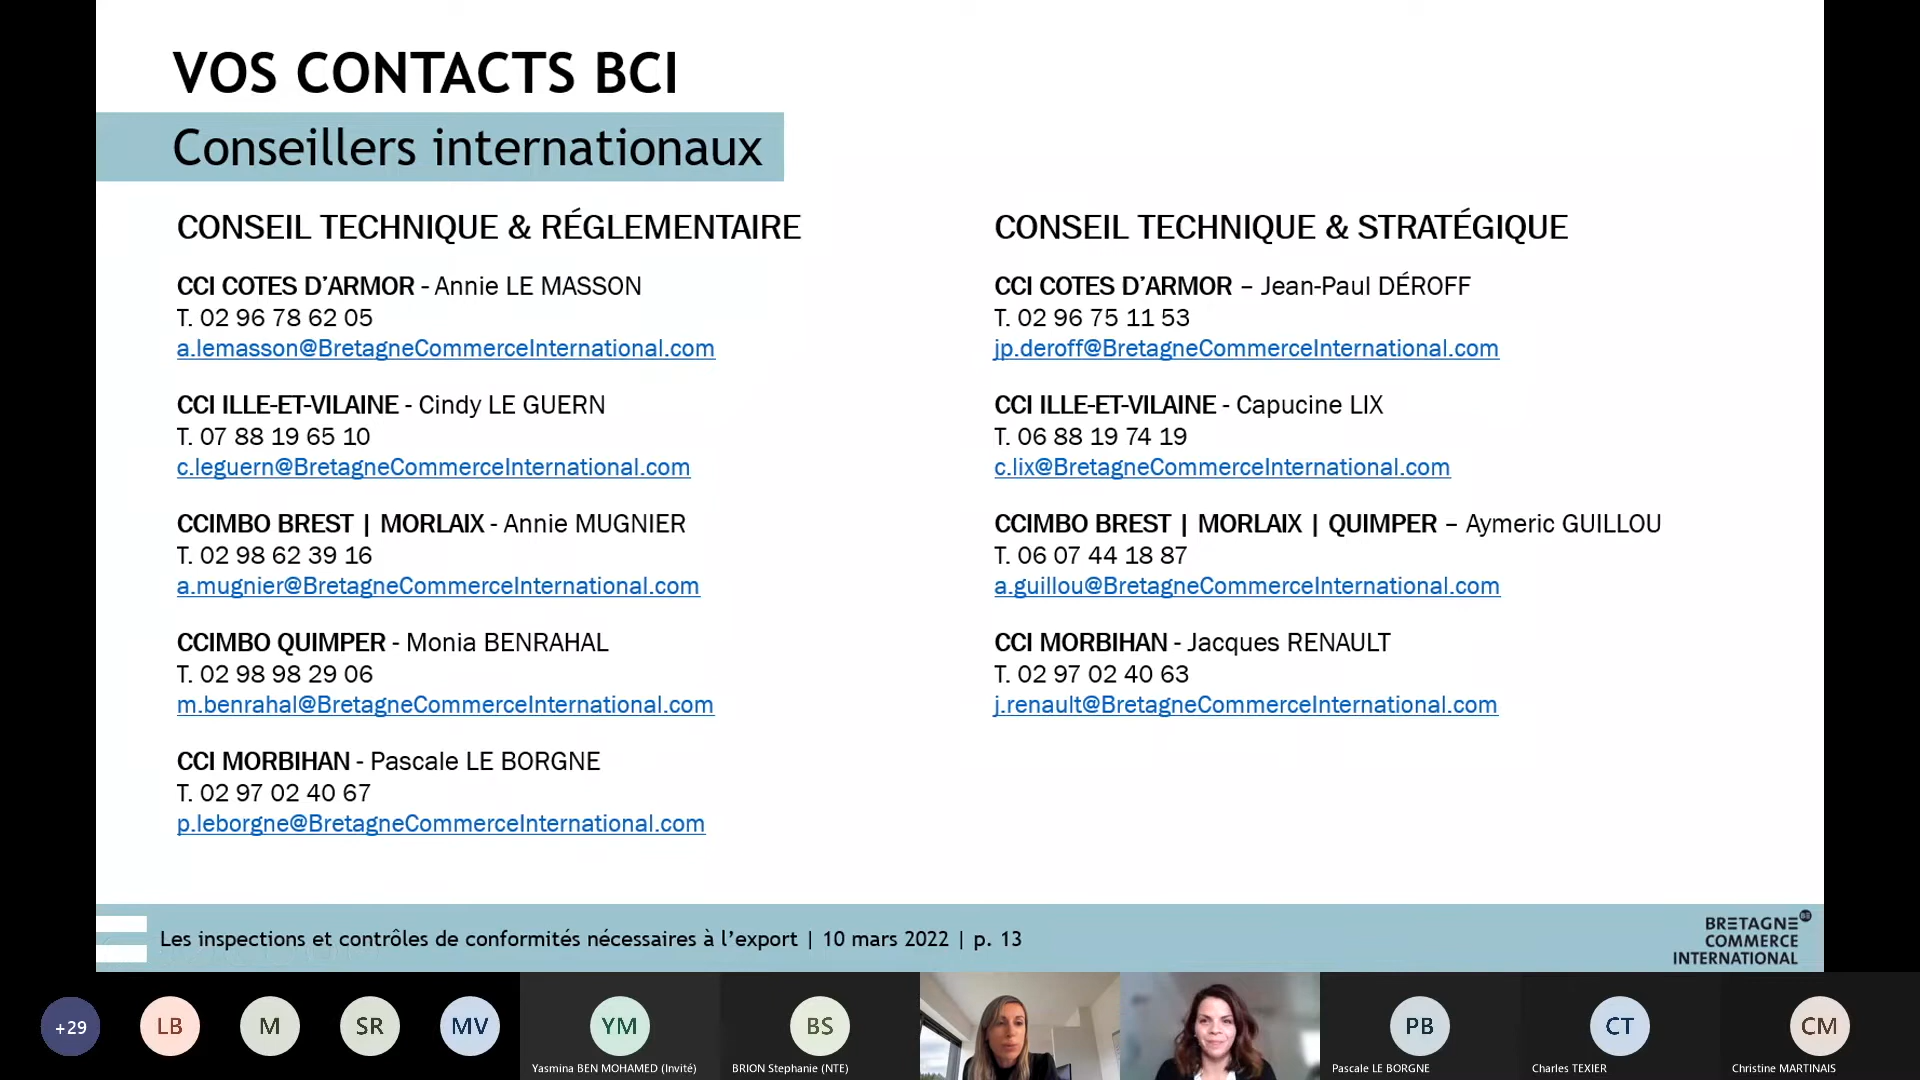 VOS CONTACTS BCI
Conseillers internationaux
CONSEIL TECHNIQUE & RÉGLEMENTAIRE
CCI COTES D’ARMOR - Annie LE MASSON
T. 02 96 78 62 05
a.lemasson@BretagneCommerceInternational.com
CCI ILLE-ET-VILAINE - Cindy LE GUERN
T. 07 88 19 65 10
c.leguern@BretagneCommerceInternational.com
CCIMBO BREST | MORLAIX - Annie MUGNIER
T. 02 98 62 39 16
a.mugnier@BretagneCommerceInternational.com
CCIMBO QUIMPER - Monia BENRAHAL
T. 02 98 98 29 06
m.benrahal@BretagneCommerceInternational.com
CCI MORBIHAN - Pascale LE BORGNE
T. 02 97 02 40 67
p.leborgne@BretagneCommerceInternational.com
CONSEIL TECHNIQUE & STRATÉGIQUE
CCI COTES D’ARMOR – Jean-Paul DÉROFF
T. 02 96 75 11 53
jp.deroff@BretagneCommerceInternational.com
CCI ILLE-ET-VILAINE - Capucine LIX
T. 06 88 19 74 19
c.lix@BretagneCommerceInternational.com
CCIMBO BREST | MORLAIX | QUIMPER – Aymeric GUILLOU
T. 06 07 44 18 87
a.guillou@BretagneCommerceInternational.com
CCI MORBIHAN - Jacques RENAULT
T. 02 97 02 40 63
j.renault@BretagneCommerceInternational.com
Les inspections et contrôles de conformités nécessaires à l’export | 10 mars 2022 | p. 13
BRETAGNE
COMMERCE
INTERNATIONAL
+29 LB M SR MV YM BS PB CT CM
Yasmina BEN MOHAMED (Invité) BRION Stephanie (NTE) Pascale LE BORGNE Charles TEXIER Christine MARTINAIS